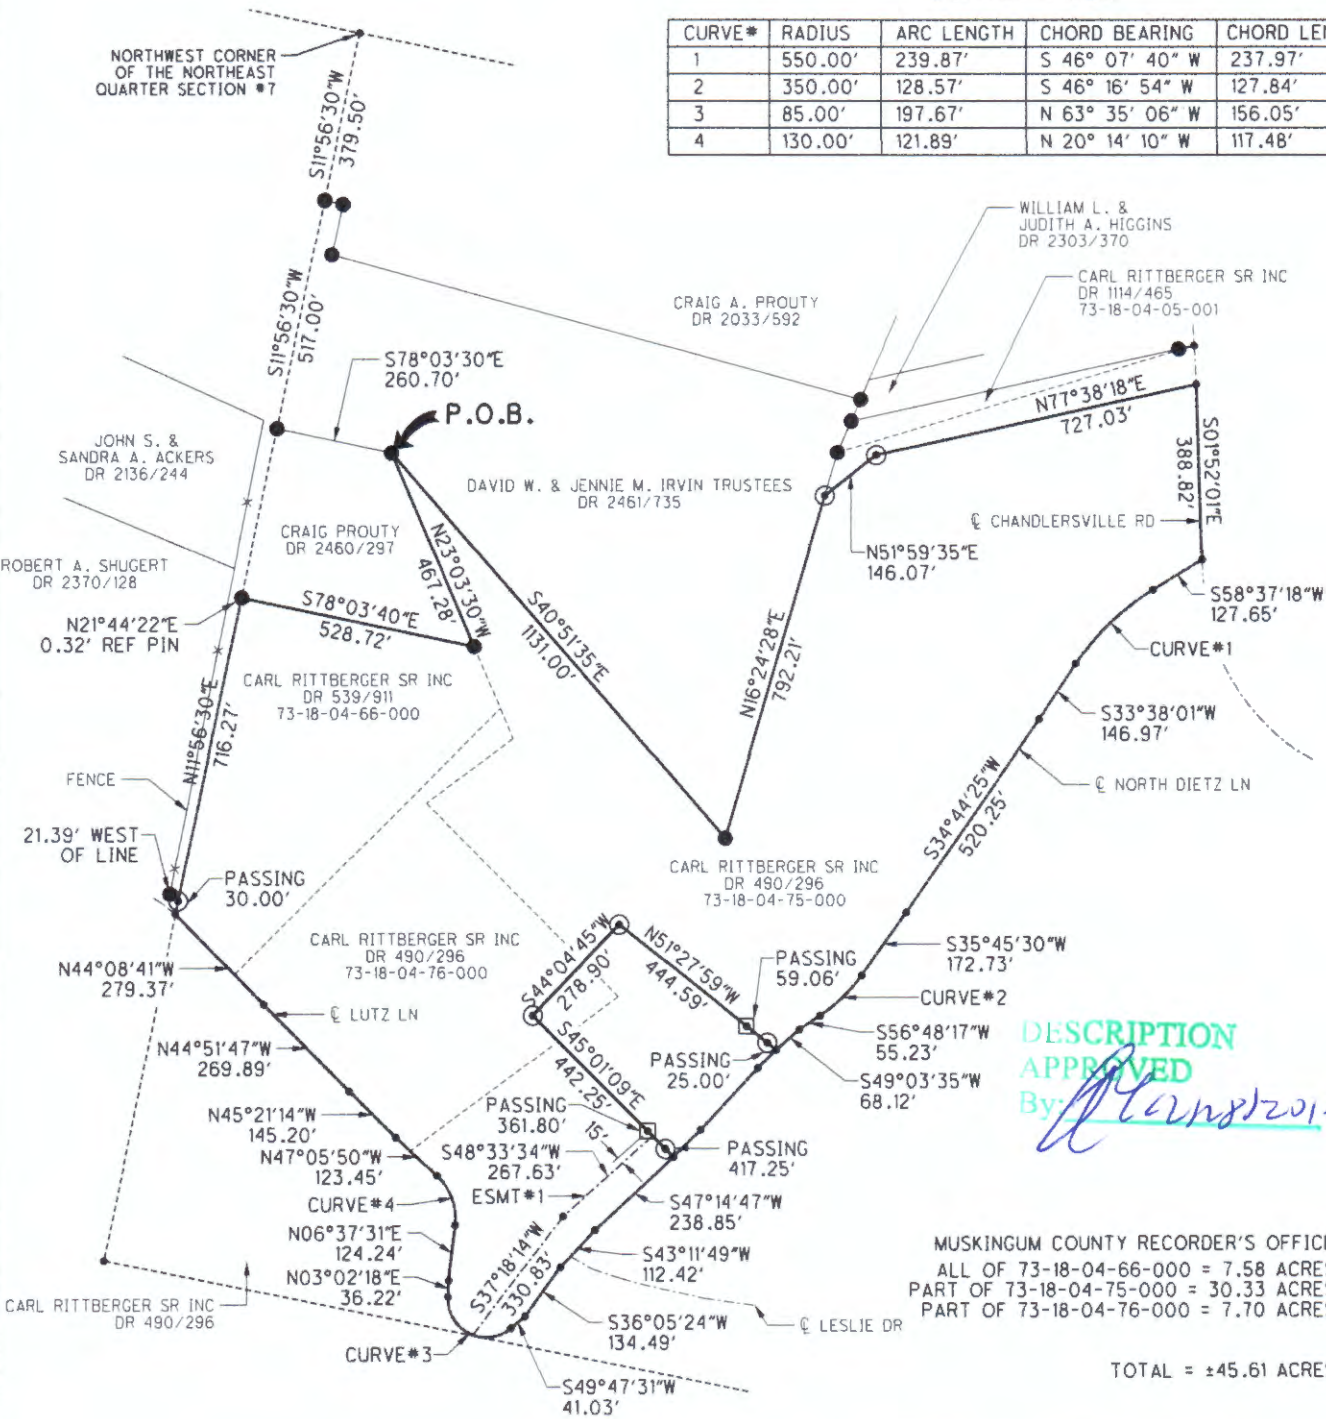 CURVE# RADIUS ARC LENGTH CHORD BEARING CHORD LEN
1 550.00' 239.87' S 46° 07' 40" W 237.97'
2 350.00' 128.57' S 46° 16' 54" W 127.84'
3 85.00' 197.67' N 63° 35' 06" W 156.05'
4 130.00' 121.89' N 20° 14' 10" W 117.48'
NORTHWEST CORNER
OF THE NORTHEAST
QUARTER SECTION #7
S11°56'30"W
379.50'
WILLIAM L. &
JUDITH A. HIGGINS
DR 2303/370
CARL RITTBERGER SR INC
DR 1114/465
73-18-04-05-001
CRAIG A. PROUTY
DR 2033/592
S11°56'30"W
517.00'
S78°03'30"E
260.70'
P.O.B.
N77°38'18"E
727.03'
JOHN S. &
SANDRA A. ACKERS
DR 2136/244
DAVID W. & JENNIE M. IRVIN TRUSTEES
DR 2461/735
S01°52'01"E
388.82'
℄ CHANDLERSVILLE RD
CRAIG PROUTY
DR 2460/297
N23°03'30"W
467.28'
N51°59'35"E
146.07'
ROBERT A. SHUGERT
DR 2370/128
S58°37'18"W
127.65'
N21°44'22"E
0.32' REF PIN
S78°03'40"E
528.72'
S40°51'35"E
1131.00'
N16°24'28"E
792.21'
CURVE#1
CARL RITTBERGER SR INC
DR 539/911
73-18-04-66-000
N11°56'30"E
716.27'
S33°38'01"W
146.97'
FENCE
℄ NORTH DIETZ LN
S34°44'25"W
520.25'
21.39' WEST
OF LINE
PASSING
30.00'
CARL RITTBERGER SR INC
DR 490/296
73-18-04-75-000
CARL RITTBERGER SR INC
DR 490/296
73-18-04-76-000
S44°04'45"W
278.90'
N51°27'59"W
444.59'
PASSING
59.06'
S35°45'30"W
172.73'
N44°08'41"W
279.37'
CURVE#2
℄ LUTZ LN
S56°48'17"W
55.23'
S45°01'09"E
442.25'
PASSING
25.00'
S49°03'35"W
68.12'
DESCRIPTION
APPROVED
By:
N44°51'47"W
269.89'
N45°21'14"W
145.20'
PASSING
361.80'
15'
PASSING
417.25'
N47°05'50"W
123.45'
S48°33'34"W
267.63'
ESMT#1
CURVE#4
S47°14'47"W
238.85'
N06°37'31"E
124.24'
S37°18'14"W
330.83'
S43°11'49"W
112.42'
N03°02'18"E
36.22'
CARL RITTBERGER SR INC
DR 490/296
S36°05'24"W
134.49'
℄ LESLIE DR
CURVE#3
S49°47'31"W
41.03'
MUSKINGUM COUNTY RECORDER'S OFFIC
ALL OF 73-18-04-66-000 = 7.58 ACRE
PART OF 73-18-04-75-000 = 30.33 ACRE
PART OF 73-18-04-76-000 = 7.70 ACRE
TOTAL = ±45.61 ACRE